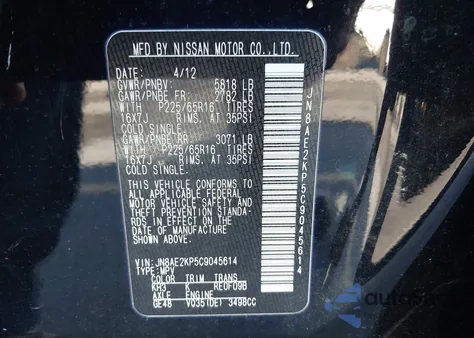 MFD BY NISSAN MOTOR CO.,LTD.
DATE: 4/12
GVWR/PNBV: 5818 LB
GAWR/PNBE FR: 2782 LB
WITH P225/65R16 TIRES
16X7J RIMS. AT 35PSI
COLD SINGLE.
GAWR/PNBE RR: 3071 LB
WITH P225/65R16 TIRES
16X7J RIMS. AT 35PSI
COLD SINGLE.
THIS VEHICLE CONFORMS TO
ALL APPLICABLE FEDERAL
MOTOR VEHICLE SAFETY AND
THEFT PREVENTION STANDA-
RDS IN EFFECT ON THE
DATE OF MANUFACTURE
SHOWN ABOVE.
VIN: JN8AE2KP5C9045614
TYPE: MPV
COLOR TRIM TRANS
KH3 K RE0F09B
AXLE ENGINE
GE48 VQ35(DE) 3498CC
JN8AE2KP5C9045614